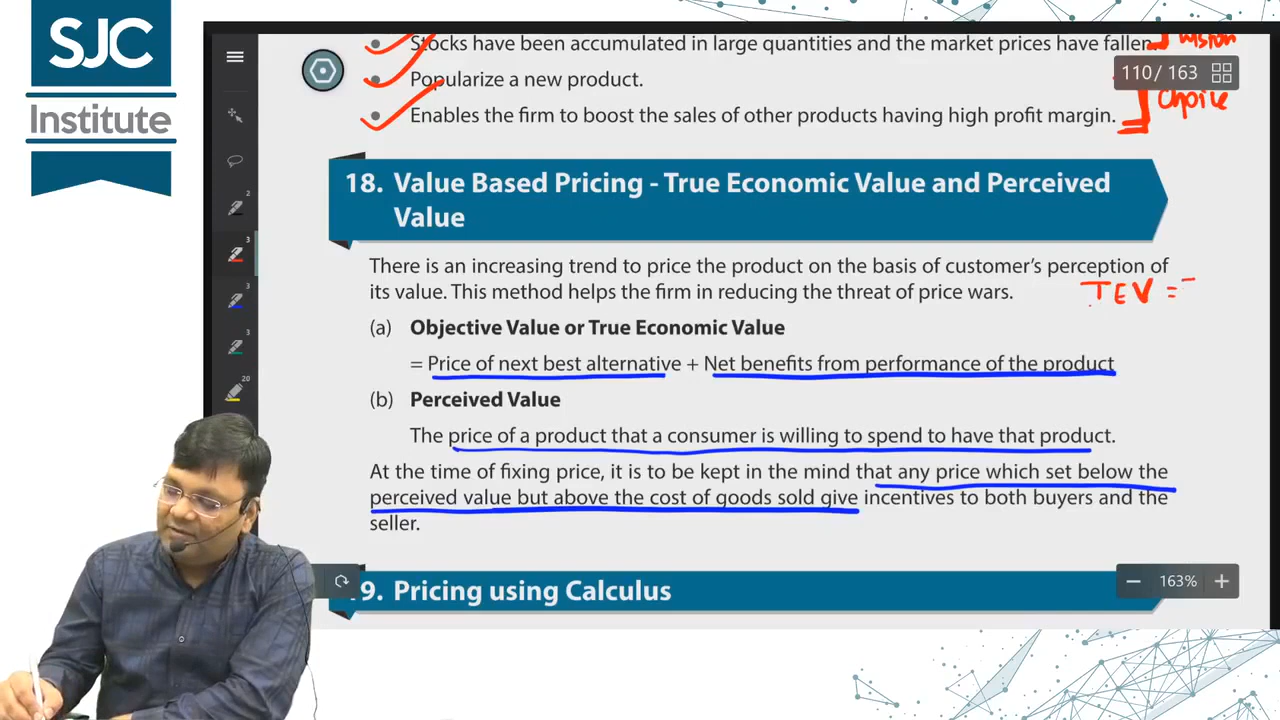 SJC
Institute
Stocks have been accumulated in large quantities and the market prices have fallen
110 / 163
Popularize a new product.
Choice
Enables the firm to boost the sales of other products having high profit margin.
2
3
3
3
20
18. Value Based Pricing - True Economic Value and Perceived
Value
There is an increasing trend to price the product on the basis of customer's perception of
its value. This method helps the firm in reducing the threat of price wars.
TEV =
(a) Objective Value or True Economic Value
= Price of next best alternative + Net benefits from performance of the product
(b) Perceived Value
The price of a product that a consumer is willing to spend to have that product.
At the time of fixing price, it is to be kept in the mind that any price which set below the
perceived value but above the cost of goods sold give incentives to both buyers and the
seller.
9. Pricing using Calculus
163%